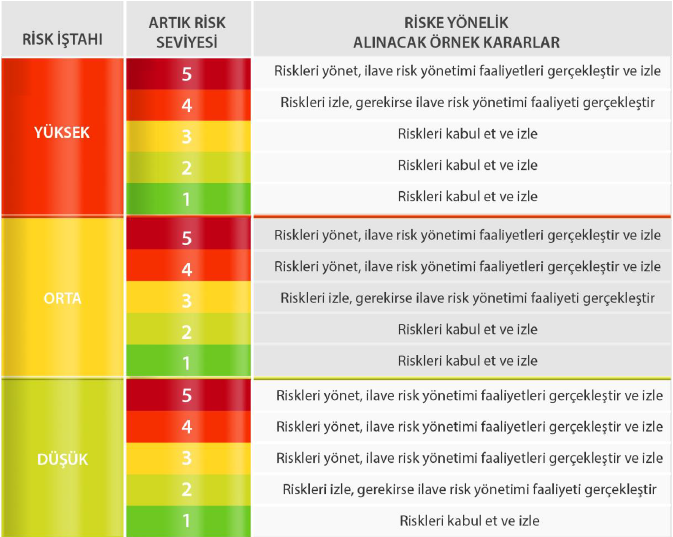 RİSK İŞTAHI
ARTIK RİSK
SEVİYESİ
RİSKE YÖNELİK
ALINACAK ÖRNEK KARARLAR
YÜKSEK
5 Riskleri yönet, ilave risk yönetimi faaliyetleri gerçekleştir ve izle
4 Riskleri izle, gerekirse ilave risk yönetimi faaliyeti gerçekleştir
3 Riskleri kabul et ve izle
2 Riskleri kabul et ve izle
1 Riskleri kabul et ve izle
ORTA
5 Riskleri yönet, ilave risk yönetimi faaliyetleri gerçekleştir ve izle
4 Riskleri yönet, ilave risk yönetimi faaliyetleri gerçekleştir ve izle
3 Riskleri izle, gerekirse ilave risk yönetimi faaliyeti gerçekleştir
2 Riskleri kabul et ve izle
1 Riskleri kabul et ve izle
DÜŞÜK
5 Riskleri yönet, ilave risk yönetimi faaliyetleri gerçekleştir ve izle
4 Riskleri yönet, ilave risk yönetimi faaliyetleri gerçekleştir ve izle
3 Riskleri yönet, ilave risk yönetimi faaliyetleri gerçekleştir ve izle
2 Riskleri izle, gerekirse ilave risk yönetimi faaliyeti gerçekleştir
1 Riskleri kabul et ve izle